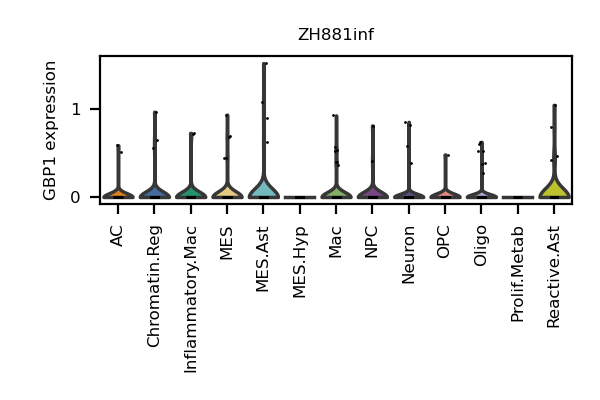 ZH881inf
GBP1 expression
1
0
AC
Chromatin.Reg
Inflammatory.Mac
MES
MES.Ast
MES.Hyp
Mac
NPC
Neuron
OPC
Oligo
Prolif.Metab
Reactive.Ast